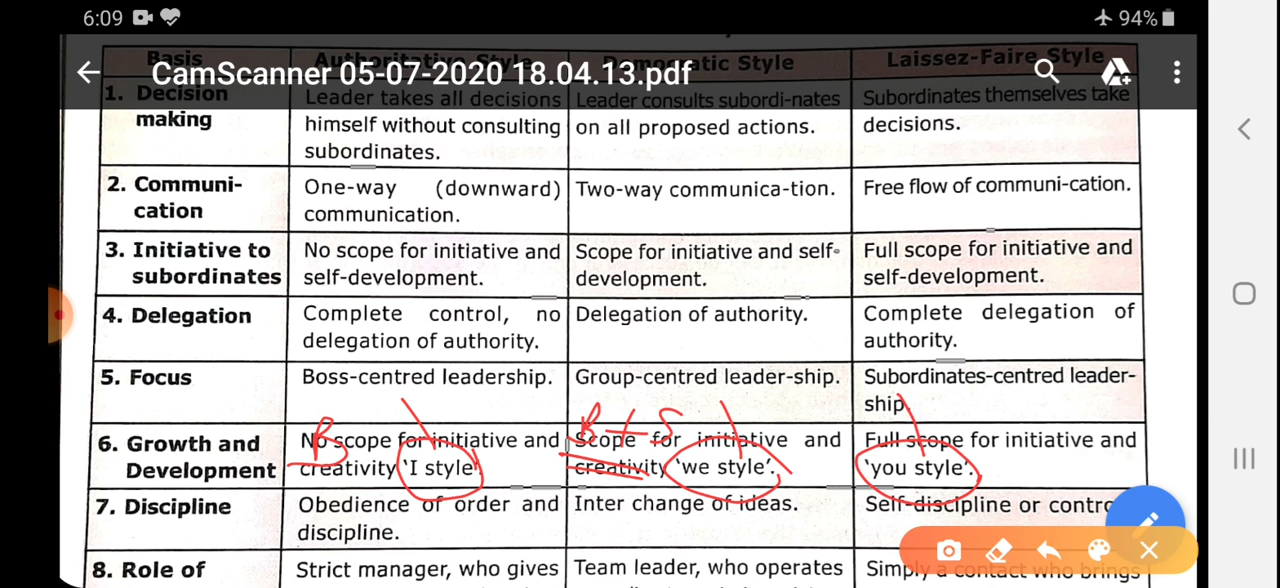 6:09 94%
CamScanner 05-07-2020 18.04.13.pdf
Basis Authoritative Style Democratic Style Laissez-Faire Style
1. Decision Leader takes all decisions Leader consults subordi-nates Subordinates themselves take
making himself without consulting on all proposed actions. decisions.
subordinates.
2. Communi- One-way (downward) Two-way communica-tion. Free flow of communi-cation.
cation communication.
3. Initiative to No scope for initiative and Scope for initiative and self- Full scope for initiative and
subordinates self-development. development. self-development.
4. Delegation Complete control, no Delegation of authority. Complete delegation of
delegation of authority. authority.
5. Focus Boss-centred leadership. Group-centred leader-ship. Subordinates-centred leader-
ship.
B B + S
6. Growth and No scope for initiative and Scope for initiative and Full scope for initiative and
Development creativity 'I style'. creativity 'we style'. 'you style'.
7. Discipline Obedience of order and Inter change of ideas. Self-discipline or contro
discipline.
8. Role of Strict manager, who gives Team leader, who operates Simply a contact who brings